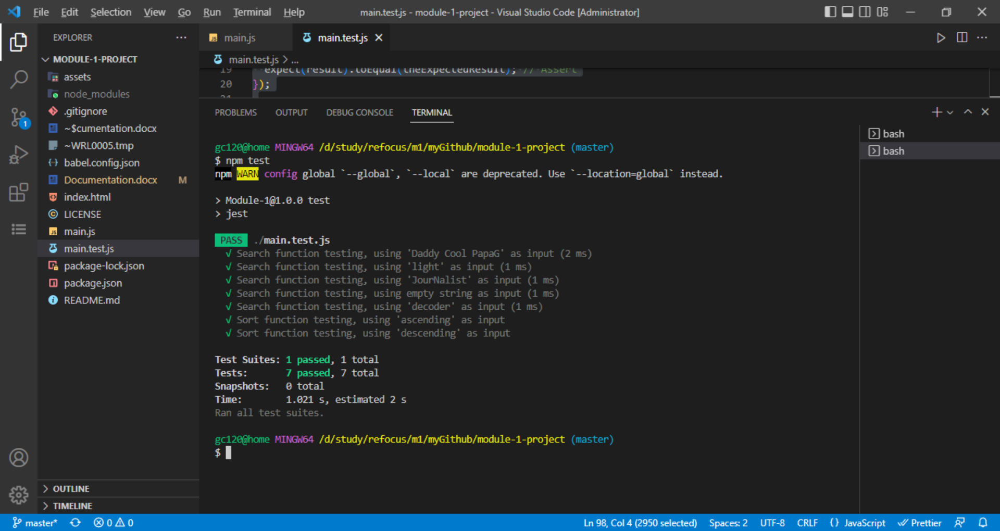 File Edit Selection View Go Run Terminal Help
main.test.js - module-1-project - Visual Studio Code [Administrator]
EXPLORER
MODULE-1-PROJECT
assets
node_modules
.gitignore
~$cumentation.docx
~WRL0005.tmp
babel.config.json
Documentation.docx M
index.html
LICENSE
main.js
main.test.js
package-lock.json
package.json
README.md
OUTLINE
TIMELINE
1
main.js
main.test.js
main.test.js > ...
19 expect(result).toEqual(theExpectedResult); // Assert
20 });
21
PROBLEMS OUTPUT DEBUG CONSOLE TERMINAL
gc120@home MINGW64 /d/study/refocus/m1/myGithub/module-1-project (master)
$ npm test
npm WARN config global `--global`, `--local` are deprecated. Use `--location=global` instead.
> Module-1@1.0.0 test
> jest
PASS ./main.test.js
√ Search function testing, using 'Daddy Cool PapaG' as input (2 ms)
√ Search function testing, using 'light' as input (1 ms)
√ Search function testing, using 'JourNalist' as input (1 ms)
√ Search function testing, using empty string as input (1 ms)
√ Search function testing, using 'decoder' as input (1 ms)
√ Sort function testing, using 'ascending' as input
√ Sort function testing, using 'descending' as input
Test Suites: 1 passed, 1 total
Tests: 7 passed, 7 total
Snapshots: 0 total
Time: 1.021 s, estimated 2 s
Ran all test suites.
gc120@home MINGW64 /d/study/refocus/m1/myGithub/module-1-project (master)
$
bash
bash
master* 0 0
Ln 98, Col 4 (2950 selected) Spaces: 2 UTF-8 CRLF {} JavaScript Prettier